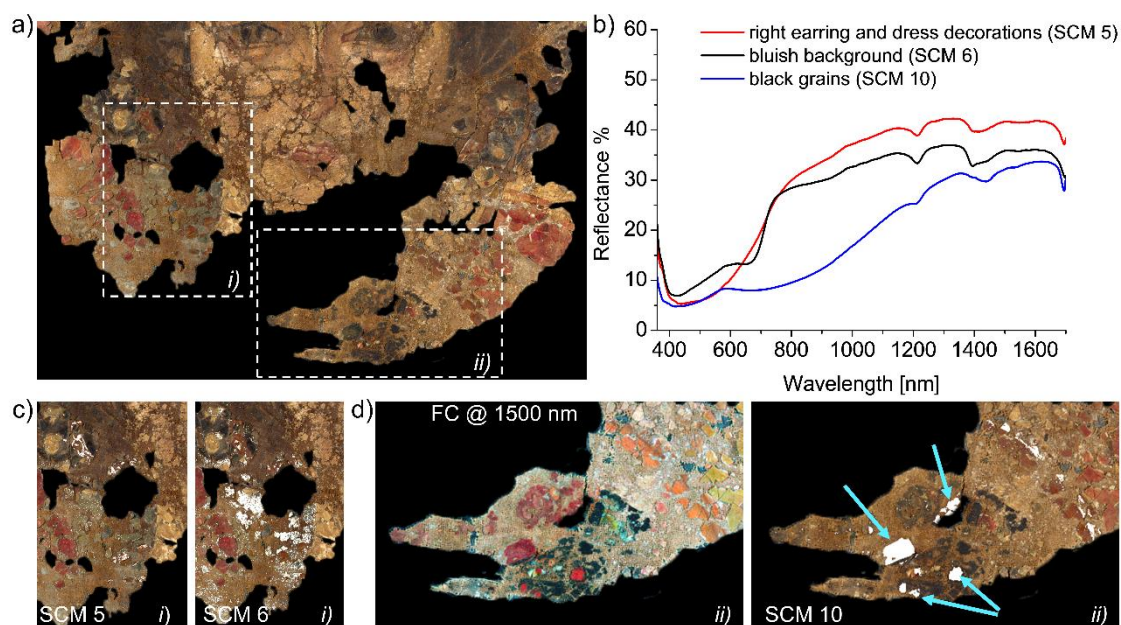 a)
i)
ii)
b)
right earring and dress decorations (SCM 5)
bluish background (SCM 6)
black grains (SCM 10)
60
50
40
30
20
10
0
Reflectance %
400 600 800 1000 1200 1400 1600
Wavelength [nm]
c)
SCM 5
i)
SCM 6
i)
d)
FC @ 1500 nm
ii)
SCM 10
ii)